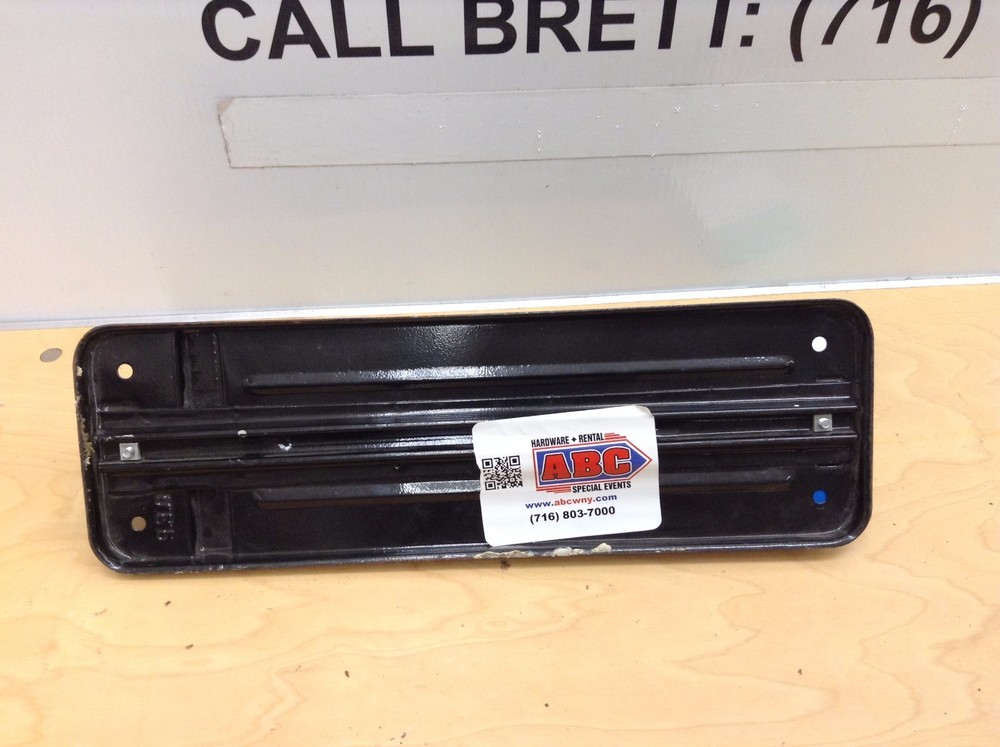 CALL BRETT: (716)
HARDWARE + RENTAL
ABC
SPECIAL EVENTS
www.abcwny.com
(716) 803-7000